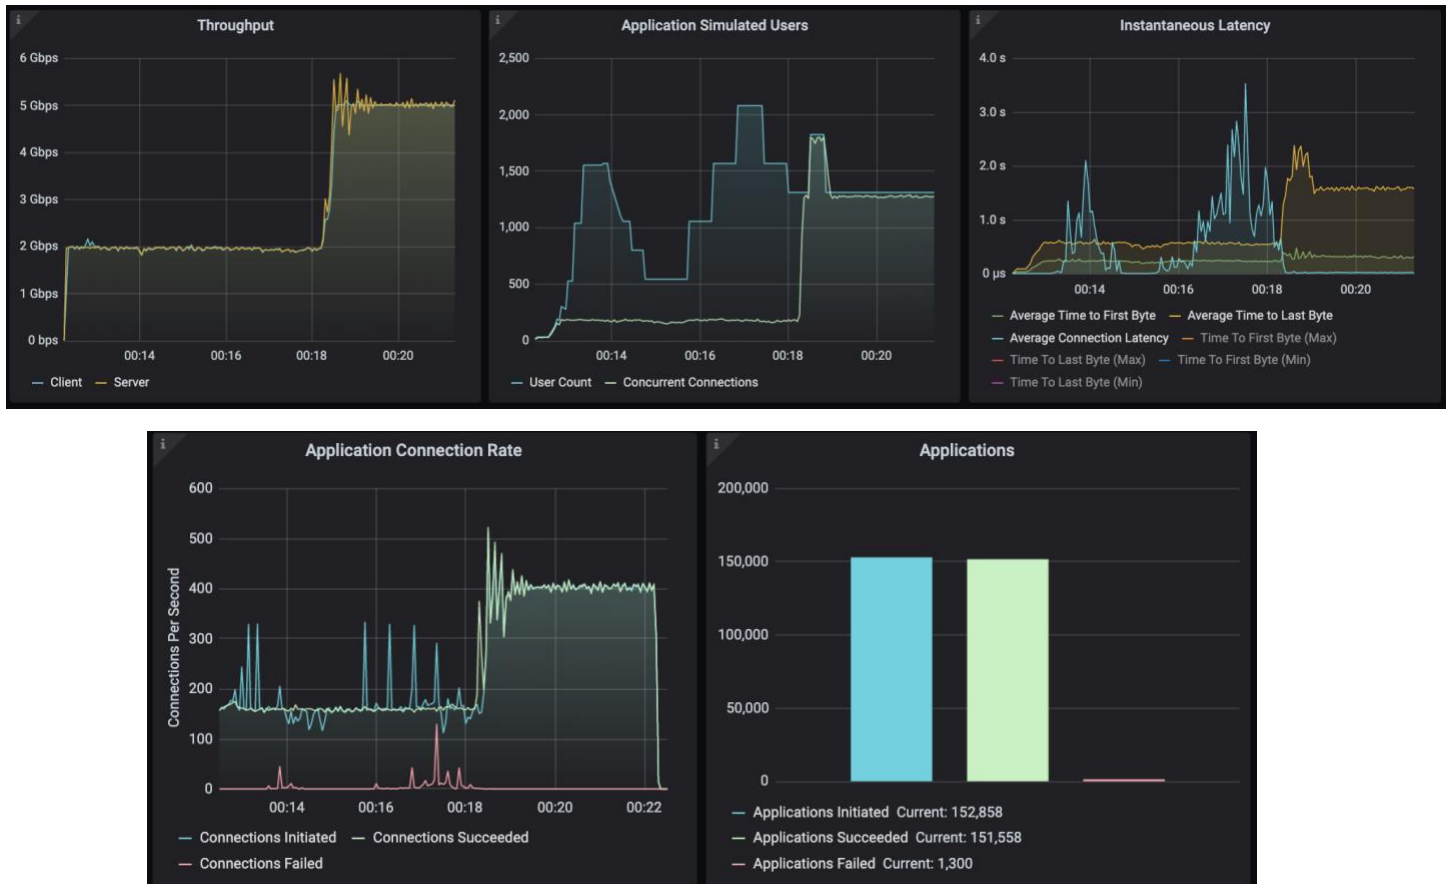 Throughput
6 Gbps
5 Gbps
4 Gbps
3 Gbps
2 Gbps
1 Gbps
0 bps
00:14 00:16 00:18 00:20
Client Server
Application Simulated Users
2,500
2,000
1,500
1,000
500
0
00:14 00:16 00:18 00:20
User Count Concurrent Connections
Instantaneous Latency
4.0 s
3.0 s
2.0 s
1.0 s
0 µs
00:14 00:16 00:18 00:20
Average Time to First Byte Average Time to Last Byte
Average Connection Latency Time To First Byte (Max)
Time To Last Byte (Max) Time To First Byte (Min)
Time To Last Byte (Min)
Application Connection Rate
Connections Per Second
600
500
400
300
200
100
0
00:14 00:16 00:18 00:20 00:22
Connections Initiated Connections Succeeded
Connections Failed
Applications
200,000
150,000
100,000
50,000
0
Applications Initiated Current: 152,858
Applications Succeeded Current: 151,558
Applications Failed Current: 1,300